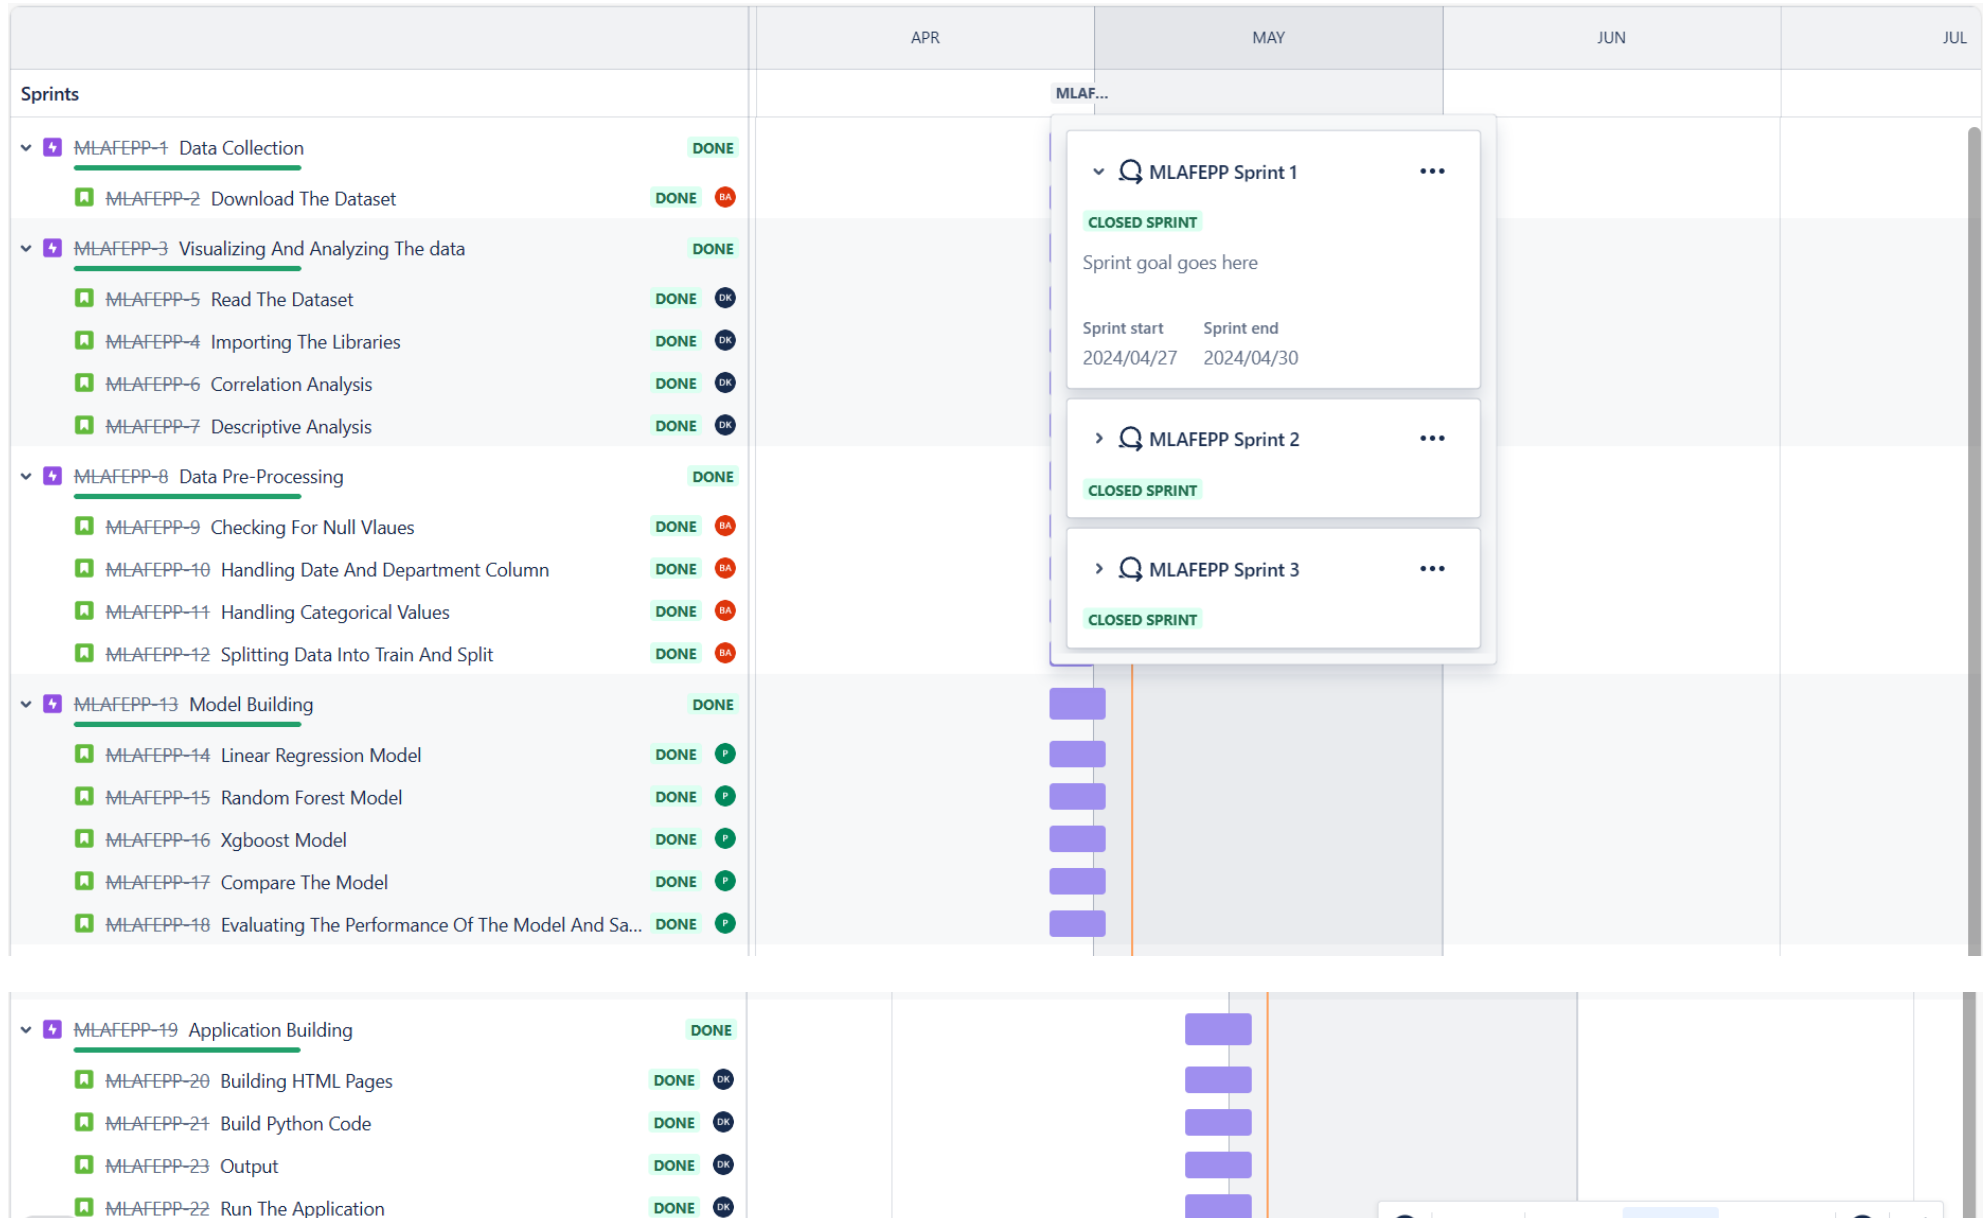 APR MAY JUN JUL
Sprints
MLAF...
MLAFEPP-1 Data Collection DONE
MLAFEPP-2 Download The Dataset DONE BA
MLAFEPP-3 Visualizing And Analyzing The data DONE
MLAFEPP-5 Read The Dataset DONE DK
MLAFEPP-4 Importing The Libraries DONE DK
MLAFEPP-6 Correlation Analysis DONE DK
MLAFEPP-7 Descriptive Analysis DONE DK
MLAFEPP-8 Data Pre-Processing DONE
MLAFEPP-9 Checking For Null Vlaues DONE BA
MLAFEPP-10 Handling Date And Department Column DONE BA
MLAFEPP-11 Handling Categorical Values DONE BA
MLAFEPP-12 Splitting Data Into Train And Split DONE BA
MLAFEPP-13 Model Building DONE
MLAFEPP-14 Linear Regression Model DONE P
MLAFEPP-15 Random Forest Model DONE P
MLAFEPP-16 Xgboost Model DONE P
MLAFEPP-17 Compare The Model DONE P
MLAFEPP-18 Evaluating The Performance Of The Model And Sa... DONE P
MLAFEPP Sprint 1
CLOSED SPRINT
Sprint goal goes here
Sprint start Sprint end
2024/04/27 2024/04/30
MLAFEPP Sprint 2
CLOSED SPRINT
MLAFEPP Sprint 3
CLOSED SPRINT
MLAFEPP-19 Application Building DONE
MLAFEPP-20 Building HTML Pages DONE DK
MLAFEPP-21 Build Python Code DONE DK
MLAFEPP-23 Output DONE DK
MLAFEPP-22 Run The Application DONE DK